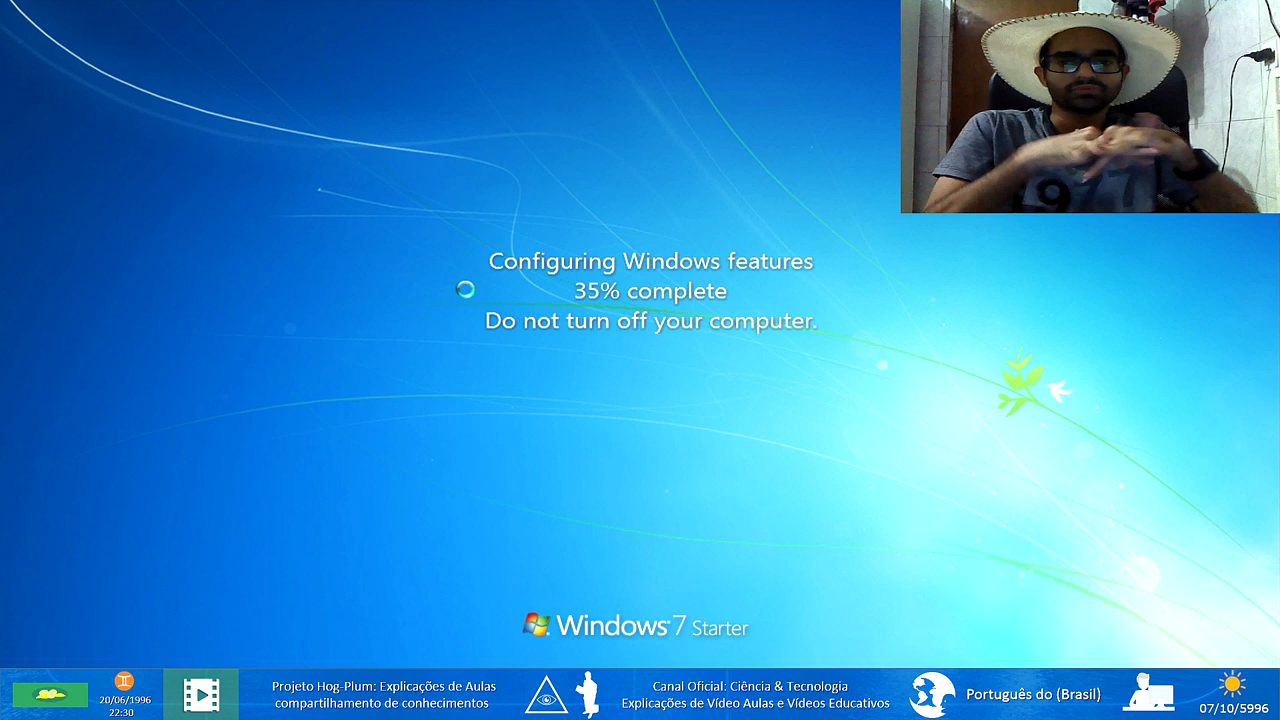 1977
Configuring Windows features
35% complete
Do not turn off your computer.
Windows 7 Starter
20/06/1996
22:30
Projeto Hog-Plum: Explicações de Aulas
compartilhamento de conhecimentos
Canal Oficial: Ciência & Tecnologia
Explicações de Vídeo Aulas e Vídeos Educativos
Português do (Brasil)
07/10/5996